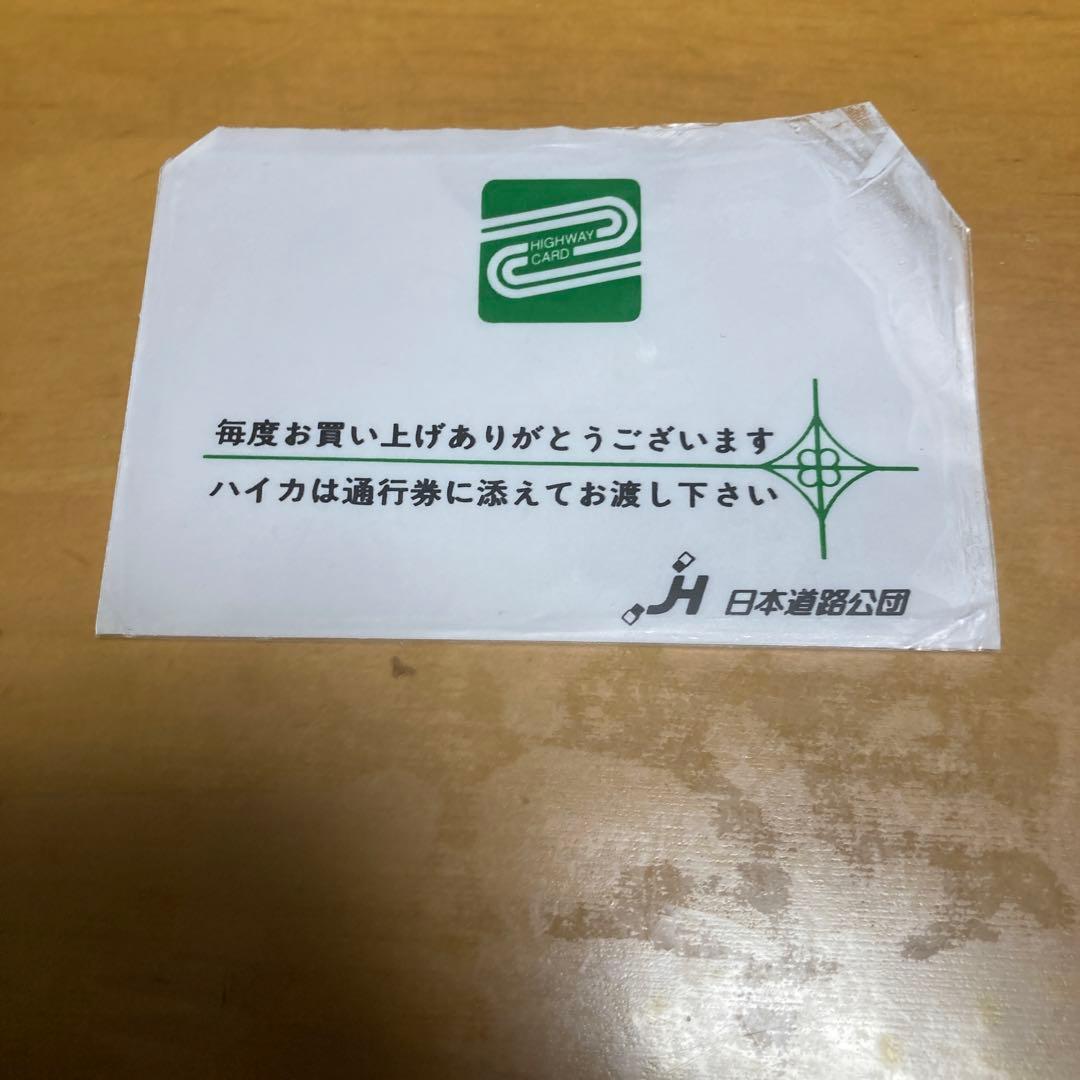 HIGHWAY
CARD
毎度お買い上げありがとうございます
ハイカは通行券に添えてお渡し下さい
JH 日本道路公団